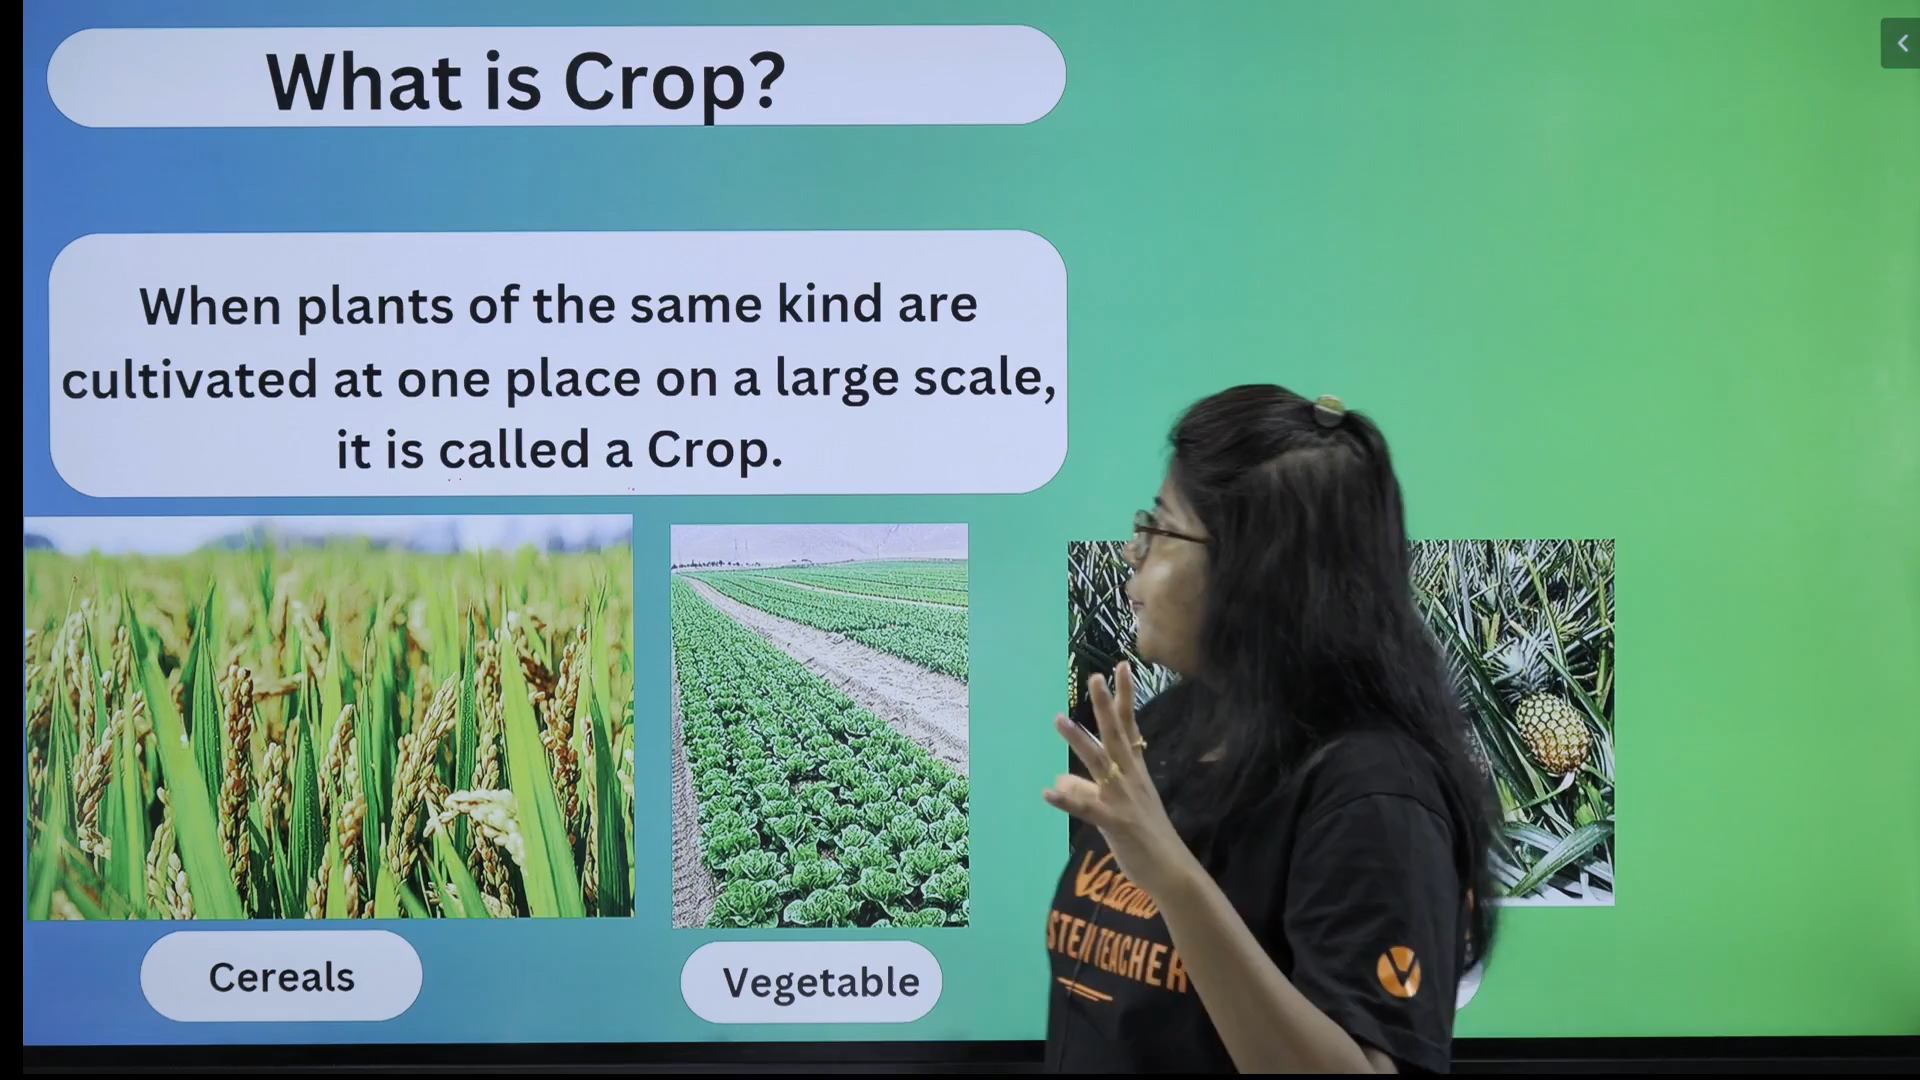 What is Crop?
When plants of the same kind are
cultivated at one place on a large scale,
it is called a Crop.
Cereals
Vegetable
TEACHER